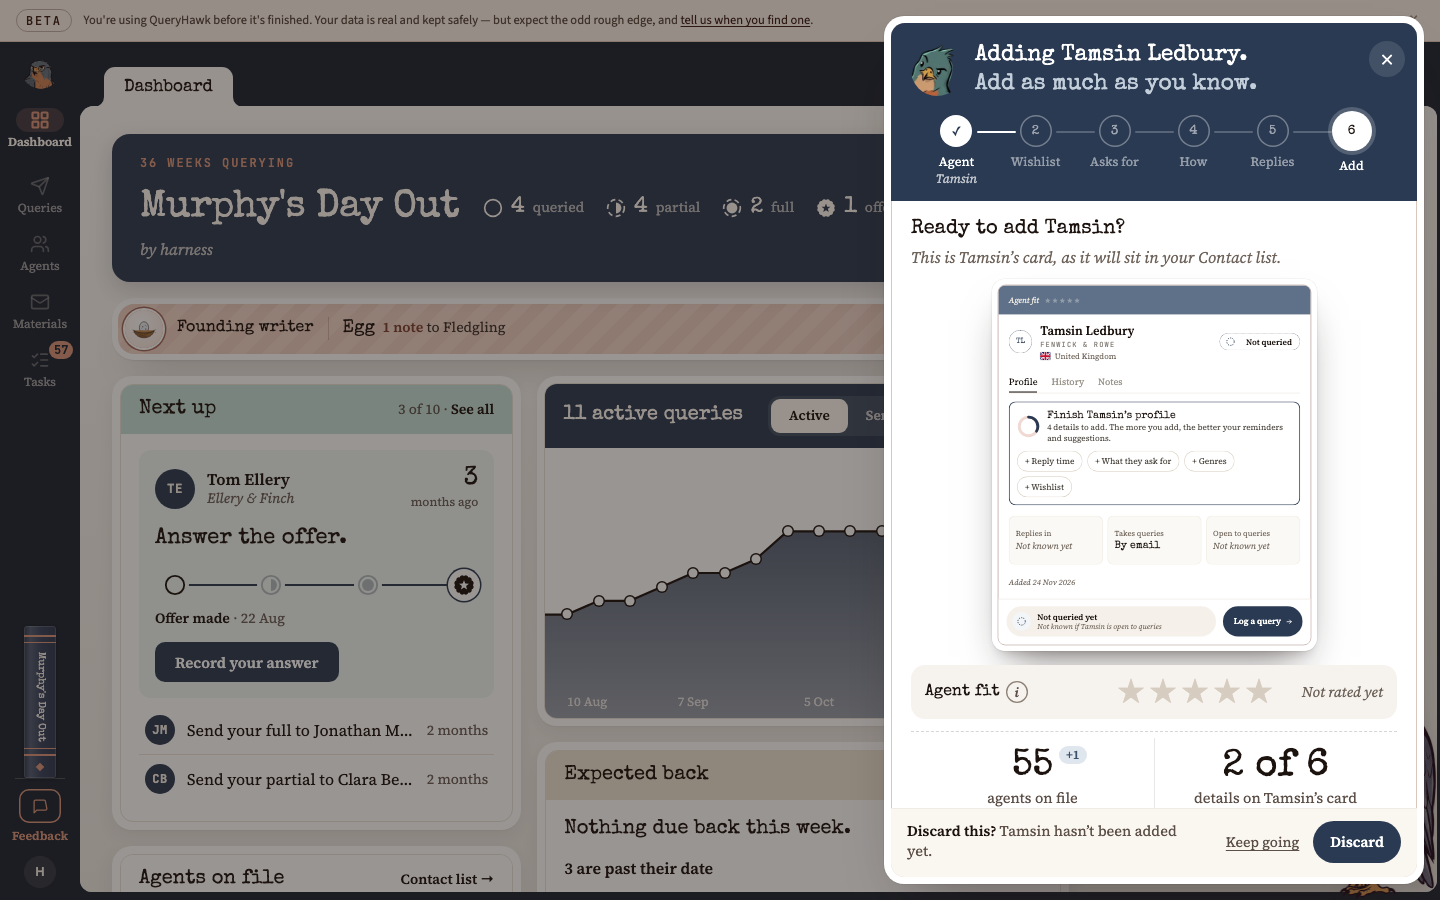 BETA You're using QueryHawk before it's finished. Your data is real and kept safely — but expect the odd rough edge, and tell us when you find one.
Dashboard
Dashboard
Queries
Agents
Materials
57
Tasks
Murphy's Day Out
Feedback
H
36 WEEKS QUERYING
Murphy's Day Out
4 queried 4 partial 2 full 1 off
by harness
Founding writer Egg 1 note to Fledgling
Next up 3 of 10 · See all
TE Tom Ellery
Ellery & Finch
3
months ago
Answer the offer.
Offer made · 22 Aug
Record your answer
JM Send your full to Jonathan M... 2 months
CB Send your partial to Clara Be... 2 months
Agents on file Contact list →
11 active queries Active Sen
10 Aug 7 Sep 5 Oct
Expected back
Nothing due back this week.
3 are past their date
Adding Tamsin Ledbury.
Add as much as you know.
✓ 2 3 4 5 6
Agent Wishlist Asks for How Replies Add
Tamsin
Ready to add Tamsin?
This is Tamsin’s card, as it will sit in your Contact list.
Agent fit ★★★★★
TL Tamsin Ledbury
FENWICK & ROWE
United Kingdom
Not queried
Profile History Notes
Finish Tamsin’s profile
4 details to add. The more you add, the better your reminders
and suggestions.
+ Reply time + What they ask for + Genres
+ Wishlist
Replies in Takes queries Open to queries
Not known yet By email Not known yet
Added 24 Nov 2026
Not queried yet
Not known if Tamsin is open to queries
Log a query →
Agent fit i ★★★★★ Not rated yet
55 +1 2 of 6
agents on file details on Tamsin’s card
Discard this? Tamsin hasn’t been added
yet.
Keep going Discard